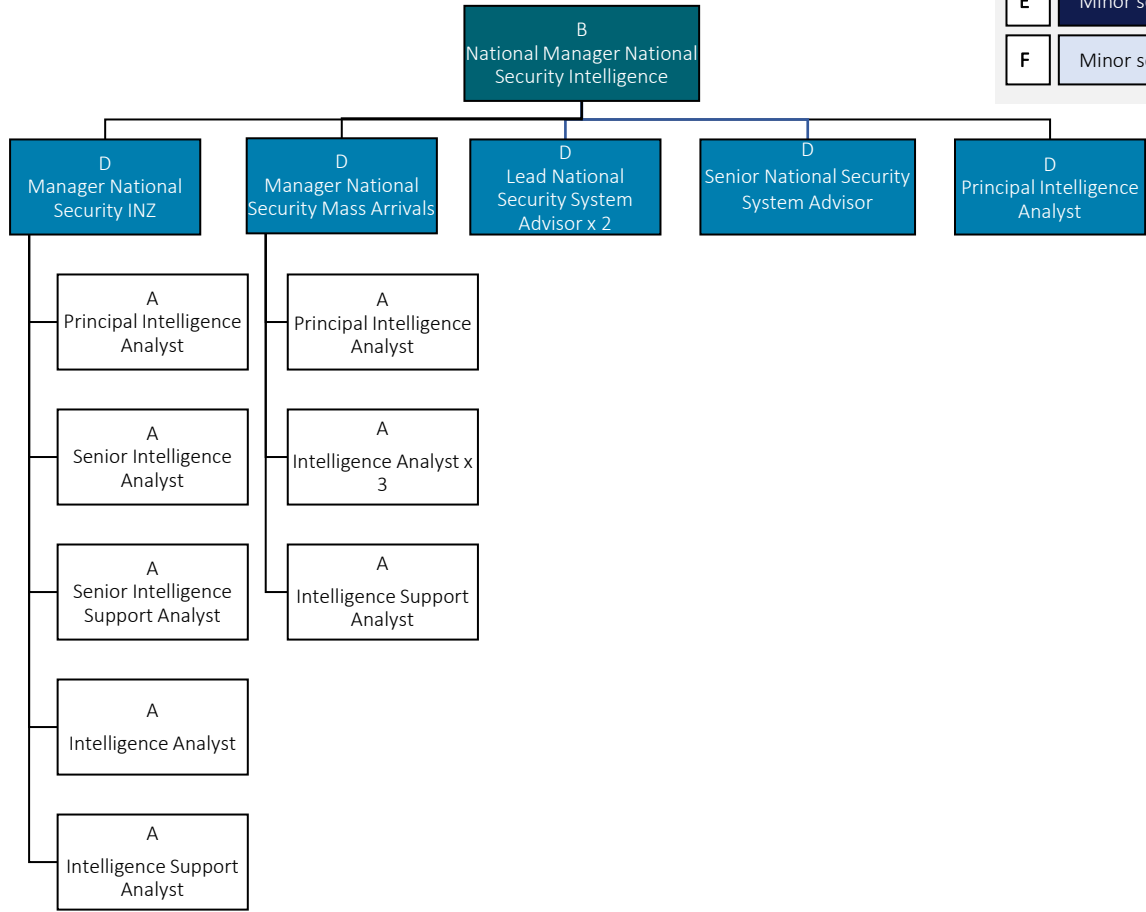 E
Minor
F
Minor
B
National Manager National
Security Intelligence
D
Manager National
Security INZ
D
Manager National
Security Mass Arrivals
D
Lead National
Security System
Advisor x 2
D
Senior National Security
System Advisor
D
Principal Intelligence
Analyst
A
Principal Intelligence
Analyst
A
Senior Intelligence
Analyst
A
Senior Intelligence
Support Analyst
A
Intelligence Analyst
A
Intelligence Support
Analyst
A
Principal Intelligence
Analyst
A
Intelligence Analyst x
3
A
Intelligence Support
Analyst